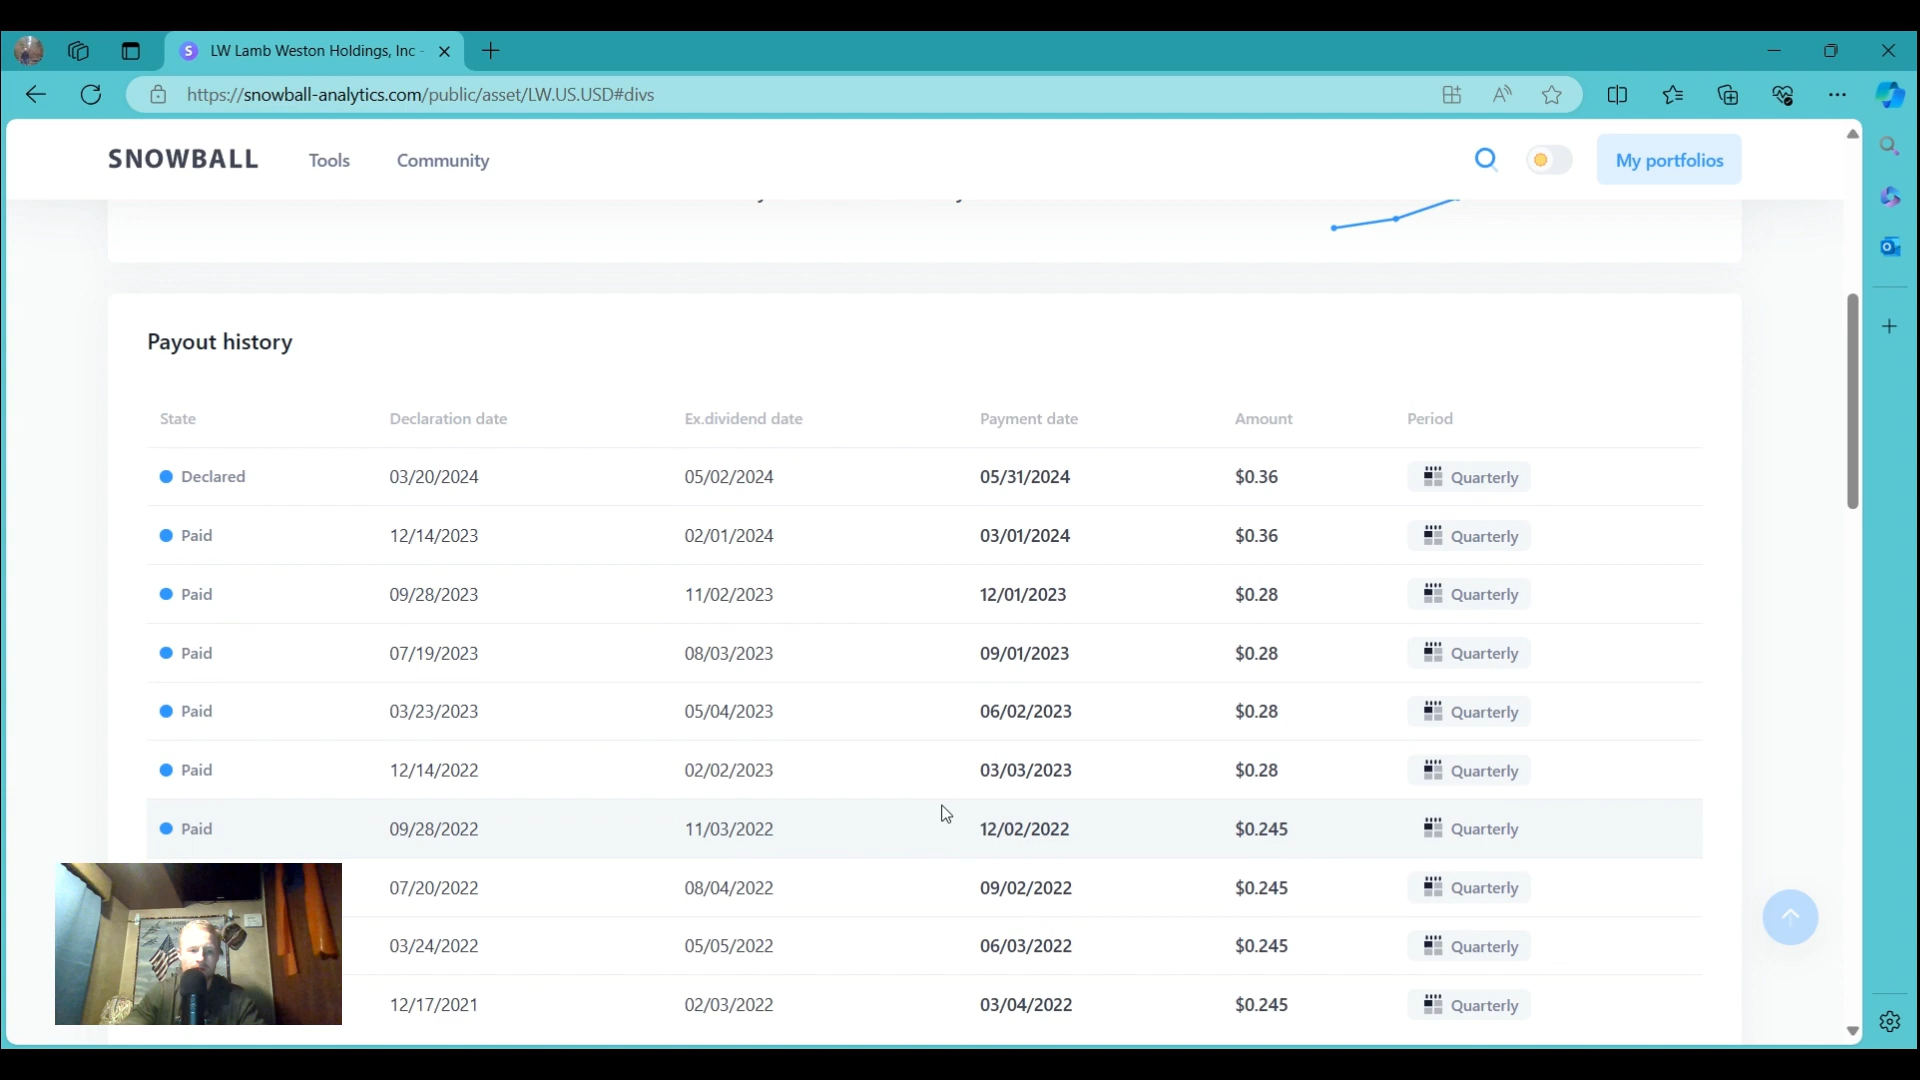 LW Lamb Weston Holdings, Inc -
https://snowball-analytics.com/public/asset/LW.US.USD#divs
SNOWBALL Tools Community My portfolios
Payout history
State Declaration date Ex.dividend date Payment date Amount Period
Declared 03/20/2024 05/02/2024 05/31/2024 $0.36 Quarterly
Paid 12/14/2023 02/01/2024 03/01/2024 $0.36 Quarterly
Paid 09/28/2023 11/02/2023 12/01/2023 $0.28 Quarterly
Paid 07/19/2023 08/03/2023 09/01/2023 $0.28 Quarterly
Paid 03/23/2023 05/04/2023 06/02/2023 $0.28 Quarterly
Paid 12/14/2022 02/02/2023 03/03/2023 $0.28 Quarterly
Paid 09/28/2022 11/03/2022 12/02/2022 $0.245 Quarterly
07/20/2022 08/04/2022 09/02/2022 $0.245 Quarterly
03/24/2022 05/05/2022 06/03/2022 $0.245 Quarterly
12/17/2021 02/03/2022 03/04/2022 $0.245 Quarterly